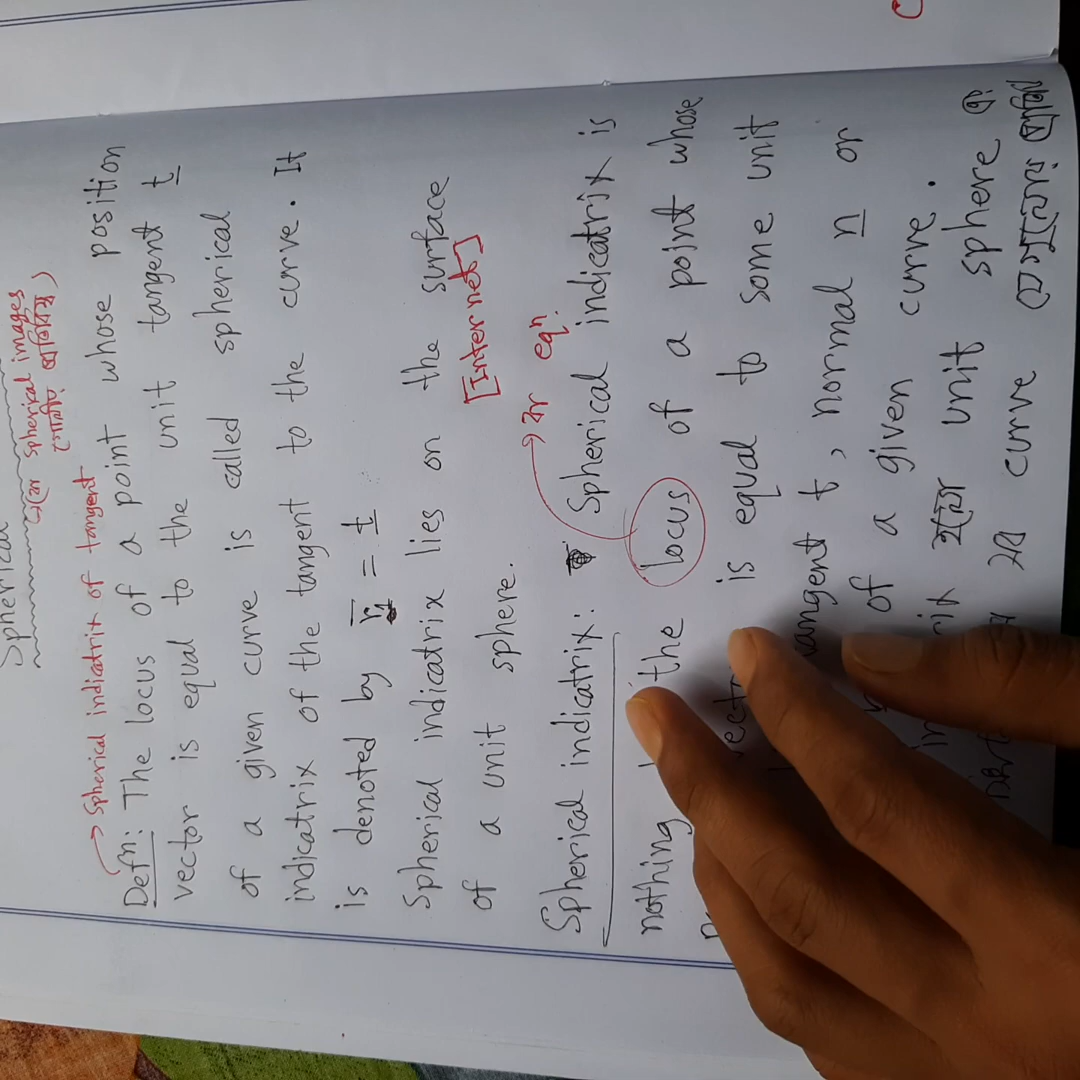 Spherical
→(বা spherical images
→ Spherical indicatrix of tangent
Defn: The locus of a point whose position
vector is equal to the unit tangent t
of a given curve is called spherical
indicatrix of the tangent to the curve. It
is denoted by r̅₁ = t
Spherical indicatrix lies on the surface
of a unit sphere.
[Internet]
→ বা eqn.
Spherical indicatrix: Spherical indicatrix is
nothing the locus of a point whose
is equal to some unit
tangent t, normal n or
of a given curve.
হলো unit sphere এ
curve